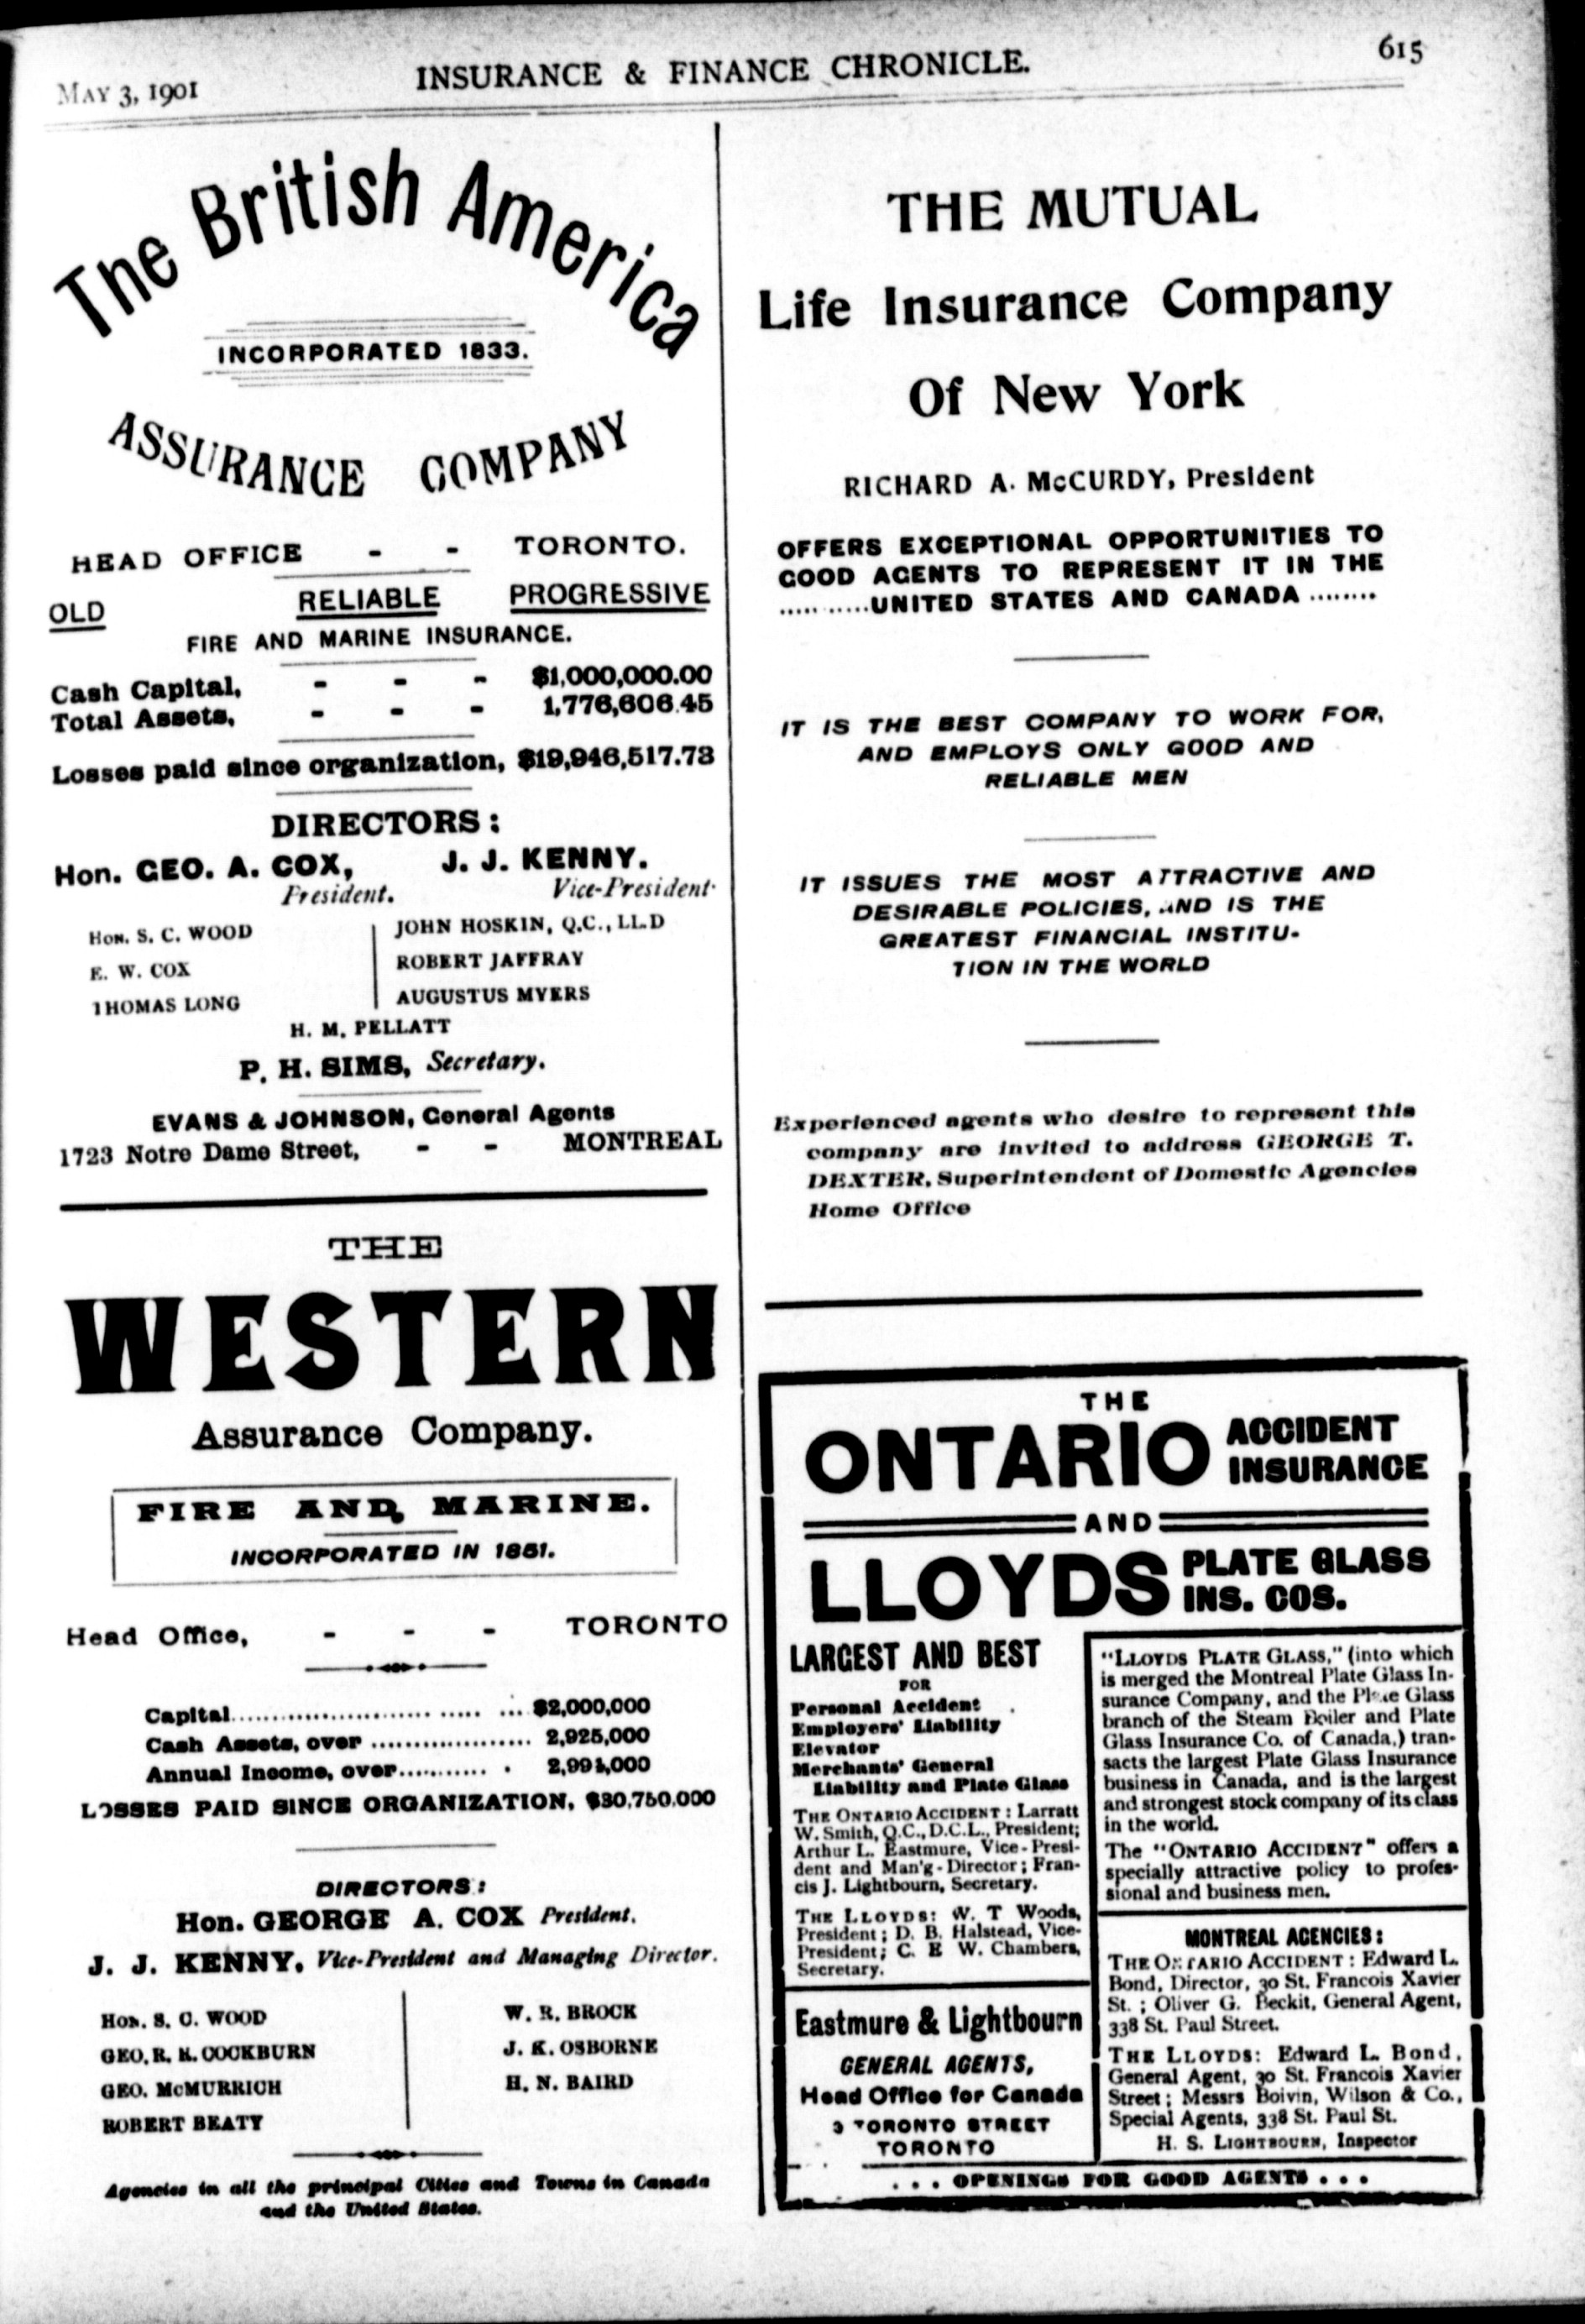 MAY 3, 1901
INSURANCE & FINANCE CHRONICLE.
615
The British America
INCORPORATED 1833.
ASSURANCE COMPANY
HEAD OFFICE - - TORONTO.
OLD RELIABLE PROGRESSIVE
FIRE AND MARINE INSURANCE.
Cash Capital, - - - $1,000,000.00
Total Assets, - - - 1,776,606.45
Losses paid since organization, $19,946,517.73
DIRECTORS:
Hon. GEO. A. COX, J. J. KENNY.
President. Vice-President.
HON. S. C. WOOD
E. W. COX
THOMAS LONG
JOHN HOSKIN, Q.C., LL.D
ROBERT JAFFRAY
AUGUSTUS MYERS
H. M. PELLATT
P. H. SIMS, Secretary.
EVANS & JOHNSON, General Agents
1723 Notre Dame Street, - - MONTREAL
THE
WESTERN
Assurance Company.
FIRE AND MARINE.
INCORPORATED IN 1851.
Head Office, - - - TORONTO
Capital.......................... ..... ... $2,000,000
Cash Assets, over .................... 2,925,000
Annual Income, over........... . 2,994,000
LOSSES PAID SINCE ORGANIZATION, $30,750,000
DIRECTORS:
Hon. GEORGE A. COX President.
J. J. KENNY, Vice-President and Managing Director.
HON. S. C. WOOD
GEO. R. R. COCKBURN
GEO. McMURRICH
ROBERT BEATY
W. R. BROCK
J. K. OSBORNE
H. N. BAIRD
Agencies in all the principal Cities and Towns in Canada
and the United States.
THE MUTUAL
Life Insurance Company
Of New York
RICHARD A. McCURDY, President
OFFERS EXCEPTIONAL OPPORTUNITIES TO
GOOD AGENTS TO REPRESENT IT IN THE
...........UNITED STATES AND CANADA ........
IT IS THE BEST COMPANY TO WORK FOR,
AND EMPLOYS ONLY GOOD AND
RELIABLE MEN
IT ISSUES THE MOST ATTRACTIVE AND
DESIRABLE POLICIES, AND IS THE
GREATEST FINANCIAL INSTITU-
TION IN THE WORLD
Experienced agents who desire to represent this
company are invited to address GEORGE T.
DEXTER, Superintendent of Domestic Agencies
Home Office
THE
ONTARIO ACCIDENT
INSURANCE
AND
LLOYDS PLATE GLASS
INS. COS.
LARGEST AND BEST
FOR
Personal Accident
Employers' Liability
Elevator
Merchants' General
Liability and Plate Glass
THE ONTARIO ACCIDENT: Larratt
W. Smith, Q.C., D.C.L., President;
Arthur L. Eastmure, Vice-Presi-
dent and Man'g-Director; Fran-
cis J. Lightbourn, Secretary.
THE LLOYDS: W. T Woods,
President; D. B. Halstead, Vice-
President; C. E W. Chambers,
Secretary.
Eastmure & Lightbourn
GENERAL AGENTS,
Head Office for Canada
3 TORONTO STREET
TORONTO
"LLOYDS PLATE GLASS," (into which
is merged the Montreal Plate Glass In-
surance Company, and the Plate Glass
branch of the Steam Boiler and Plate
Glass Insurance Co. of Canada,) tran-
sacts the largest Plate Glass Insurance
business in Canada, and is the largest
and strongest stock company of its class
in the world.
The "ONTARIO ACCIDENT" offers a
specially attractive policy to profes-
sional and business men.
MONTREAL AGENCIES:
THE ONTARIO ACCIDENT: Edward L.
Bond, Director, 30 St. Francois Xavier
St.; Oliver G. Beckit, General Agent,
338 St. Paul Street.
THE LLOYDS: Edward L. Bond,
General Agent, 30 St. Francois Xavier
Street; Messrs Boivin, Wilson & Co.,
Special Agents, 338 St. Paul St.
H. S. LIGHTBOURN, Inspector
. . . OPENINGS FOR GOOD AGENTS . . .